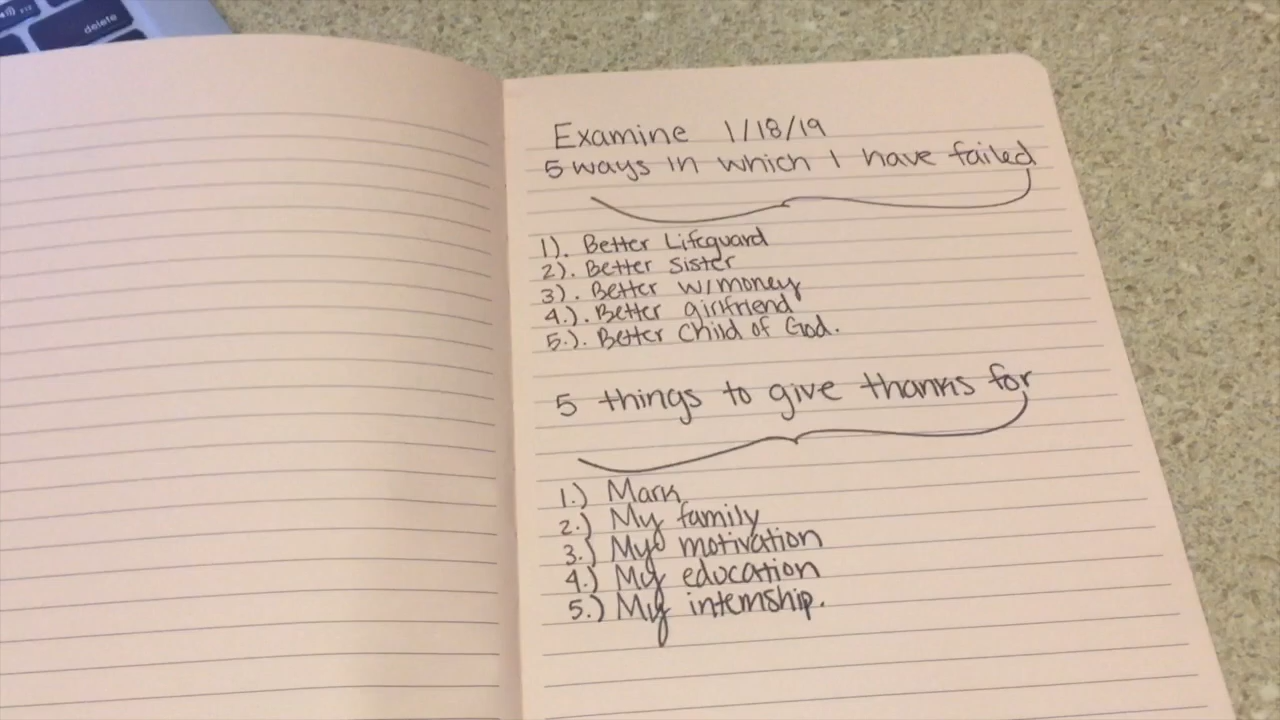 delete
Examine 1/18/19
5 ways in which I have failed
1). Better Lifeguard
2). Better Sister
3). Better w/money
4.). Better girlfriend
5.). Better Child of God.
5 things to give thanks for
1.) Mark
2.) My family
3.) My motivation
4.) My education
5.) My internship.